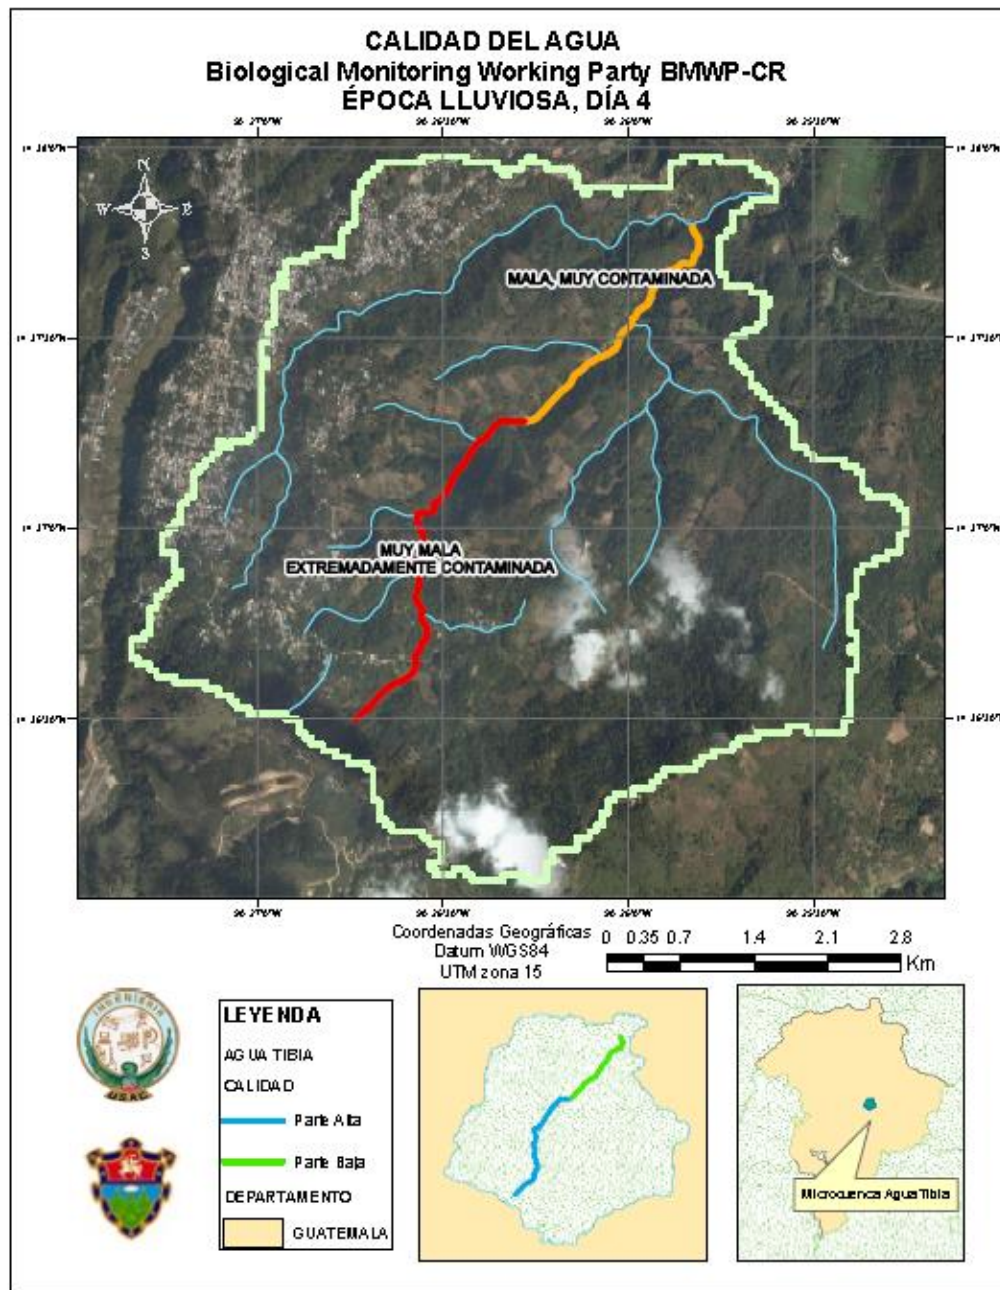 CALIDAD DEL AGUA
Biological Monitoring Working Party BMWP-CR
ÉPOCA LLUVIOSA, DÍA 4
N
W
E
S
MALA, MUY CONTAMINADA
MUY MALA
EXTREMADAMENTE CONTAMINADA
Coordenadas Geográficas
Datum WGS84
UTM zona 15
0 0.35 0.7 1.4 2.1 2.8
Km
INGENIERIA
USAC
LEYENDA
AGUA TIBIA
CALIDAD
Parte Alta
Parte Baja
DEPARTAMENTO
GUATEMALA
Microcuenca Agua Tibia